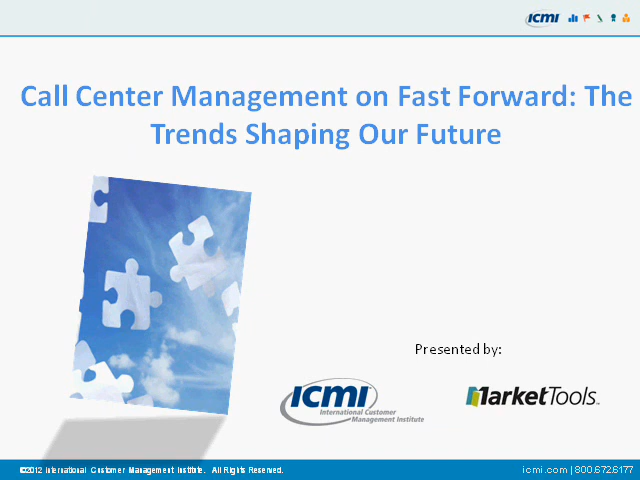 ICMI
Call Center Management on Fast Forward: The
Trends Shaping Our Future
Presented by:
ICMI
International Customer
Management Institute
MarketTools
©2012 International Customer Management Institute. All Rights Reserved.
icmi.com | 800.672.6177